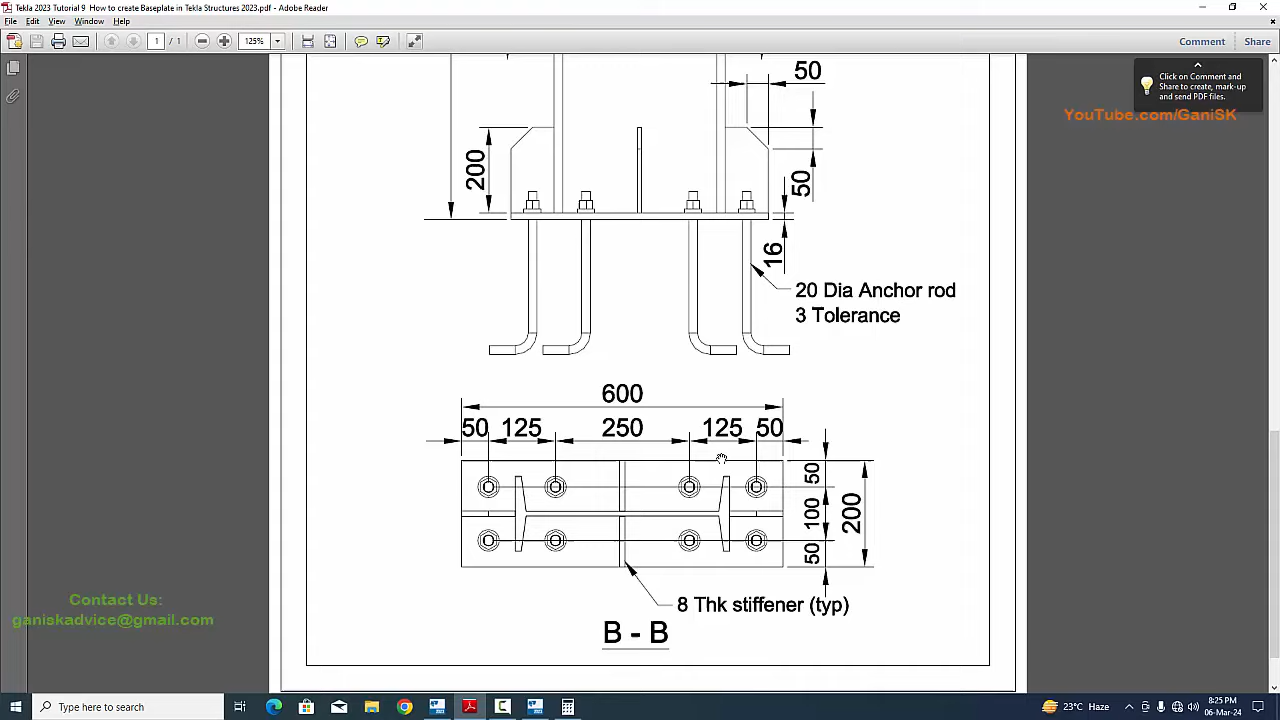 Tekla 2023 Tutorial 9 How to create Baseplate in Tekla Structures 2023.pdf - Adobe Reader
File Edit View Window Help
1 / 1
125%
Comment
Share
Click on Comment and
Share to create, mark-up
and send PDF files.
YouTube.com/GaniSK
50
200
50
16
20 Dia Anchor rod
3 Tolerance
600
50 125 250 125 50
50
100
50
200
8 Thk stiffener (typ)
B - B
Contact Us:
ganiskadvice@gmail.com
Type here to search
23°C Haze
8:25 PM
06-Mar-24